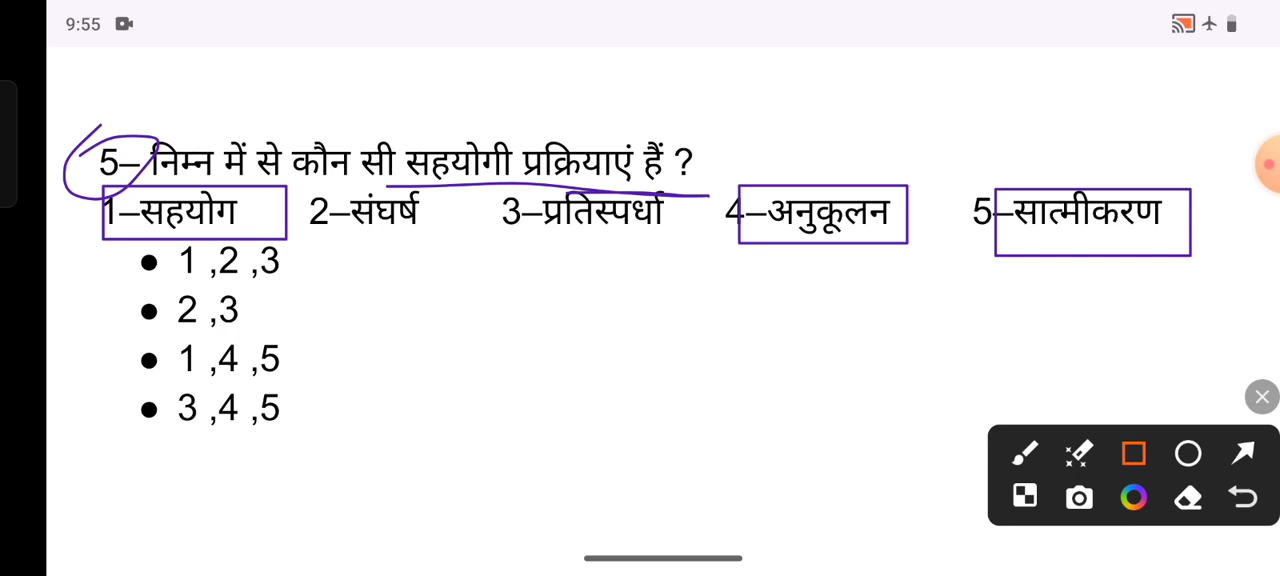 9:55
5– निम्न में से कौन सी सहयोगी प्रक्रियाएं हैं ?
1–सहयोग 2–संघर्ष 3–प्रतिस्पर्धा 4–अनुकूलन 5–सात्मीकरण
● 1 ,2 ,3
● 2 ,3
● 1 ,4 ,5
● 3 ,4 ,5